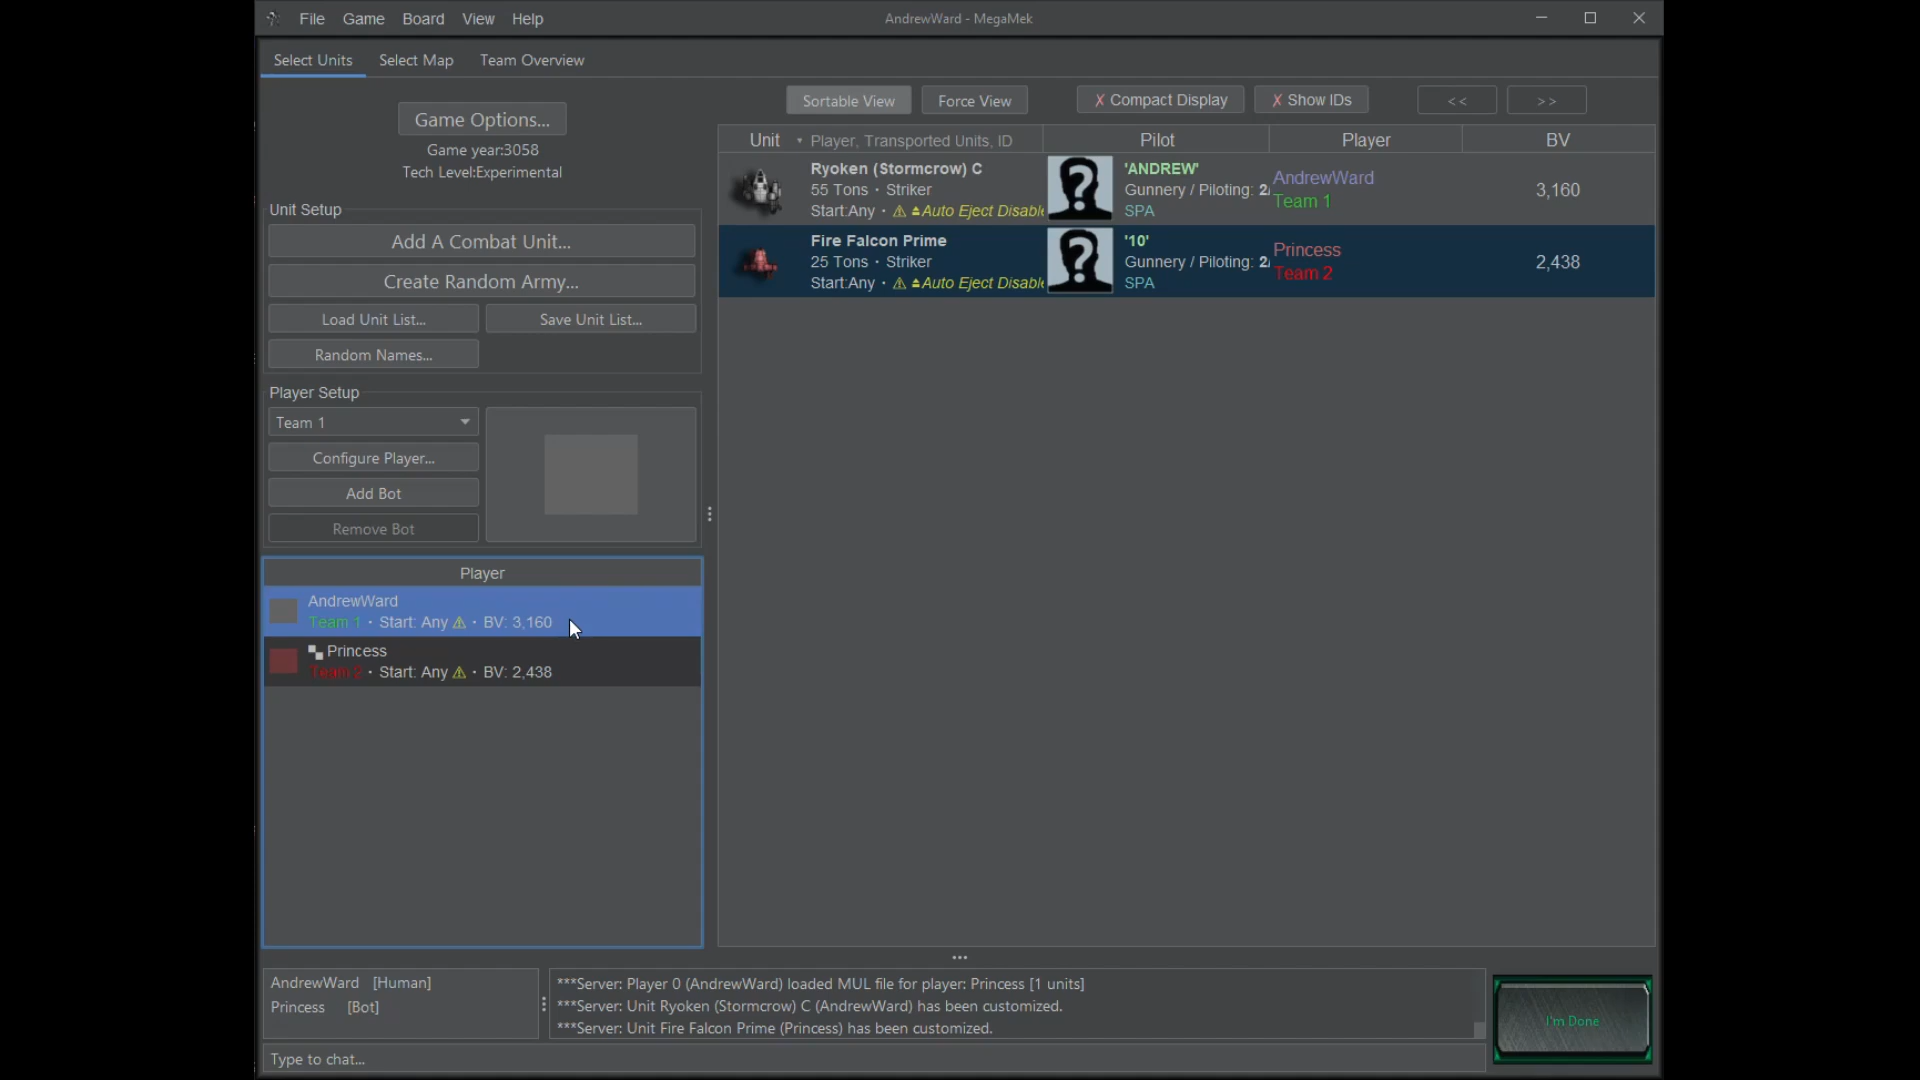 File Game Board View Help
AndrewWard - MegaMek
Select Units Select Map Team Overview
Game Options...
Game year:3058
Tech Level:Experimental
Unit Setup
Add A Combat Unit...
Create Random Army...
Load Unit List... Save Unit List...
Random Names...
Player Setup
Team 1
Configure Player...
Add Bot
Remove Bot
Player
AndrewWard
Team 1 · Start: Any ⚠ · BV: 3,160
Princess
Team 2 · Start: Any ⚠ · BV: 2,438
Sortable View Force View ✗ Compact Display ✗ Show IDs << >>
Unit Player, Transported Units, ID Pilot Player BV
Ryoken (Stormcrow) C
55 Tons · Striker
Start:Any · ⚠ ⏏Auto Eject Disabl
'ANDREW'
Gunnery / Piloting: 2/
SPA
AndrewWard
Team 1
3,160
Fire Falcon Prime
25 Tons · Striker
Start:Any · ⚠ ⏏Auto Eject Disabl
'10'
Gunnery / Piloting: 2/
SPA
Princess
Team 2
2,438
AndrewWard [Human]
Princess [Bot]
***Server: Player 0 (AndrewWard) loaded MUL file for player: Princess [1 units]
***Server: Unit Ryoken (Stormcrow) C (AndrewWard) has been customized.
***Server: Unit Fire Falcon Prime (Princess) has been customized.
Type to chat...
I'm Done